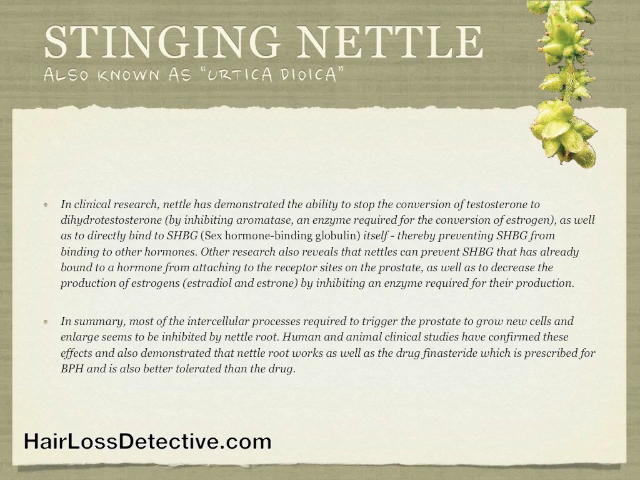 STINGING NETTLE
ALSO KNOWN AS "URTICA DIOICA"
In clinical research, nettle has demonstrated the ability to stop the conversion of testosterone to
dihydrotestosterone (by inhibiting aromatase, an enzyme required for the conversion of estrogen), as well
as to directly bind to SHBG (Sex hormone-binding globulin) itself - thereby preventing SHBG from
binding to other hormones. Other research also reveals that nettles can prevent SHBG that has already
bound to a hormone from attaching to the receptor sites on the prostate, as well as to decrease the
production of estrogens (estradiol and estrone) by inhibiting an enzyme required for their production.
In summary, most of the intercellular processes required to trigger the prostate to grow new cells and
enlarge seems to be inhibited by nettle root. Human and animal clinical studies have confirmed these
effects and also demonstrated that nettle root works as well as the drug finasteride which is prescribed for
BPH and is also better tolerated than the drug.
HairLossDetective.com